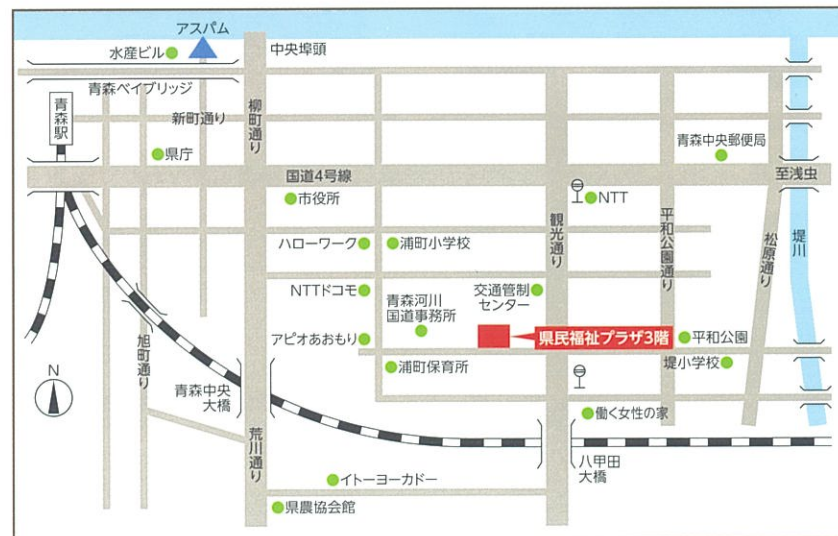 アスパム
水産ビル
中央埠頭
青森ベイブリッジ
青森駅
新町通り
柳町通り
県庁
青森中央郵便局
国道4号線
至浅虫
市役所
NTT
ハローワーク
浦町小学校
観光通り
平和公園通り
松原通り
堤川
NTTドコモ
青森河川
国道事務所
交通管制
センター
アピオあおもり
県民福祉プラザ3階
平和公園
旭町通り
浦町保育所
堤小学校
N
青森中央
大橋
働く女性の家
荒川通り
八甲田
大橋
イトーヨーカドー
県農協会館